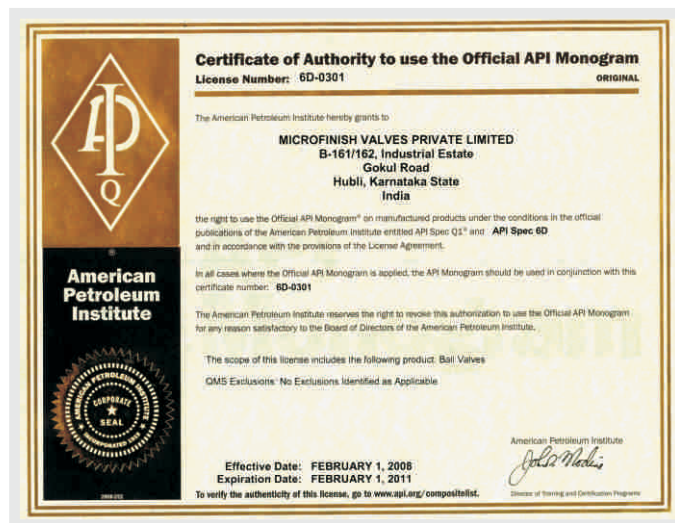 Certificate of Authority to use the Official API Monogram
License Number: 6D-0301
ORIGINAL
The American Petroleum Institute hereby grants to
MICROFINISH VALVES PRIVATE LIMITED
B-161/162, Industrial Estate
Gokul Road
Hubli, Karnataka State
India
the right to use the Official API Monogram® on manufactured products under the conditions in the official
publications of the American Petroleum Institute entitled API Spec Q1® and API Spec 6D
and in accordance with the provisions of the License Agreement.
In all cases where the Official API Monogram is applied, the API Monogram should be used in conjunction with this
certificate number: 6D-0301
The American Petroleum Institute reserves the right to revoke this authorization to use the Official API Monogram
for any reason satisfactory to the Board of Directors of the American Petroleum Institute.
The scope of this license includes the following product: Ball Valves
QMS Exclusions: No Exclusions Identified as Applicable
American Petroleum Institute
Effective Date: FEBRUARY 1, 2008
Expiration Date: FEBRUARY 1, 2011
To verify the authenticity of this license, go to www.api.org/compositelist.
Director of Training and Certification Programs
API
Q
American
Petroleum
Institute
AMERICAN PETROLEUM INSTITUTE
CORPORATE
SEAL
INCORPORATED 1919